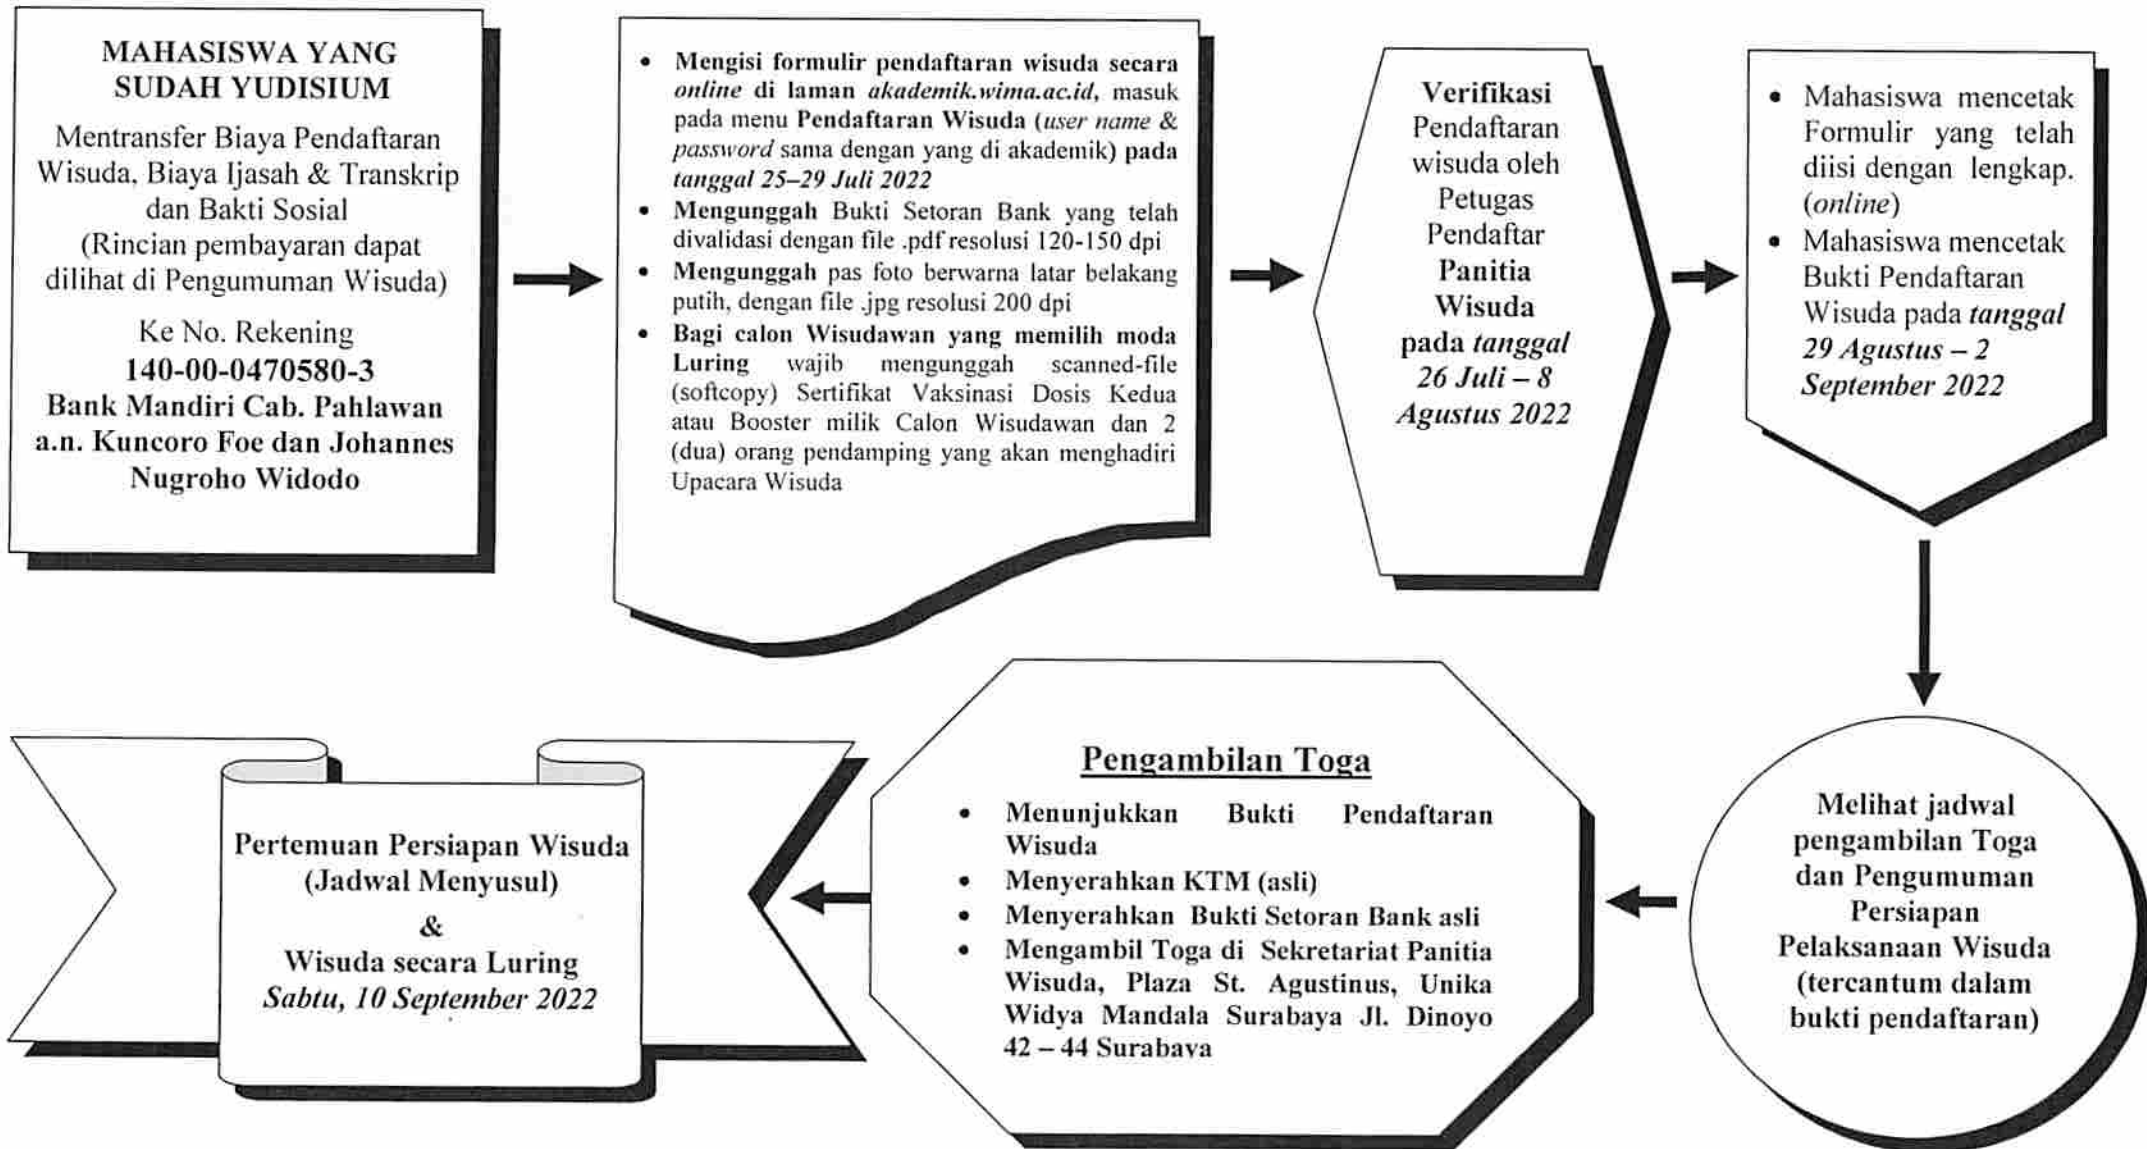 MAHASISWA YANG
SUDAH YUDISIUM
Mentransfer Biaya Pendaftaran
Wisuda, Biaya Ijasah & Transkrip
dan Bakti Sosial
(Rincian pembayaran dapat
dilihat di Pengumuman Wisuda)
Ke No. Rekening
140-00-0470580-3
Bank Mandiri Cab. Pahlawan
a.n. Kuncoro Foe dan Johannes
Nugroho Widodo
• Mengisi formulir pendaftaran wisuda secara
online di laman akademik.wima.ac.id, masuk
pada menu Pendaftaran Wisuda (user name &
password sama dengan yang di akademik) pada
tanggal 25–29 Juli 2022
• Mengunggah Bukti Setoran Bank yang telah
divalidasi dengan file .pdf resolusi 120-150 dpi
• Mengunggah pas foto berwarna latar belakang
putih, dengan file .jpg resolusi 200 dpi
• Bagi calon Wisudawan yang memilih moda
Luring wajib mengunggah scanned-file
(softcopy) Sertifikat Vaksinasi Dosis Kedua
atau Booster milik Calon Wisudawan dan 2
(dua) orang pendamping yang akan menghadiri
Upacara Wisuda
Verifikasi
Pendaftaran
wisuda oleh
Petugas
Pendaftar
Panitia
Wisuda
pada tanggal
26 Juli – 8
Agustus 2022
• Mahasiswa mencetak
Formulir yang telah
diisi dengan lengkap.
(online)
• Mahasiswa mencetak
Bukti Pendaftaran
Wisuda pada tanggal
29 Agustus – 2
September 2022
Melihat jadwal
pengambilan Toga
dan Pengumuman
Persiapan
Pelaksanaan Wisuda
(tercantum dalam
bukti pendaftaran)
Pengambilan Toga
• Menunjukkan Bukti Pendaftaran
Wisuda
• Menyerahkan KTM (asli)
• Menyerahkan Bukti Setoran Bank asli
• Mengambil Toga di Sekretariat Panitia
Wisuda, Plaza St. Agustinus, Unika
Widya Mandala Surabaya Jl. Dinoyo
42 – 44 Surabaya
Pertemuan Persiapan Wisuda
(Jadwal Menyusul)
&
Wisuda secara Luring
Sabtu, 10 September 2022